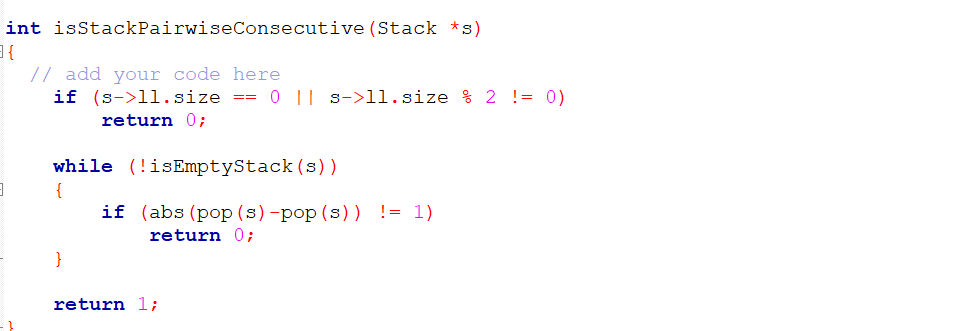 int isStackPairwiseConsecutive(Stack *s)
{
// add your code here
if (s->ll.size == 0 || s->ll.size % 2 != 0)
return 0;
while (!isEmptyStack(s))
{
if (abs(pop(s)-pop(s)) != 1)
return 0;
}
return 1;
}